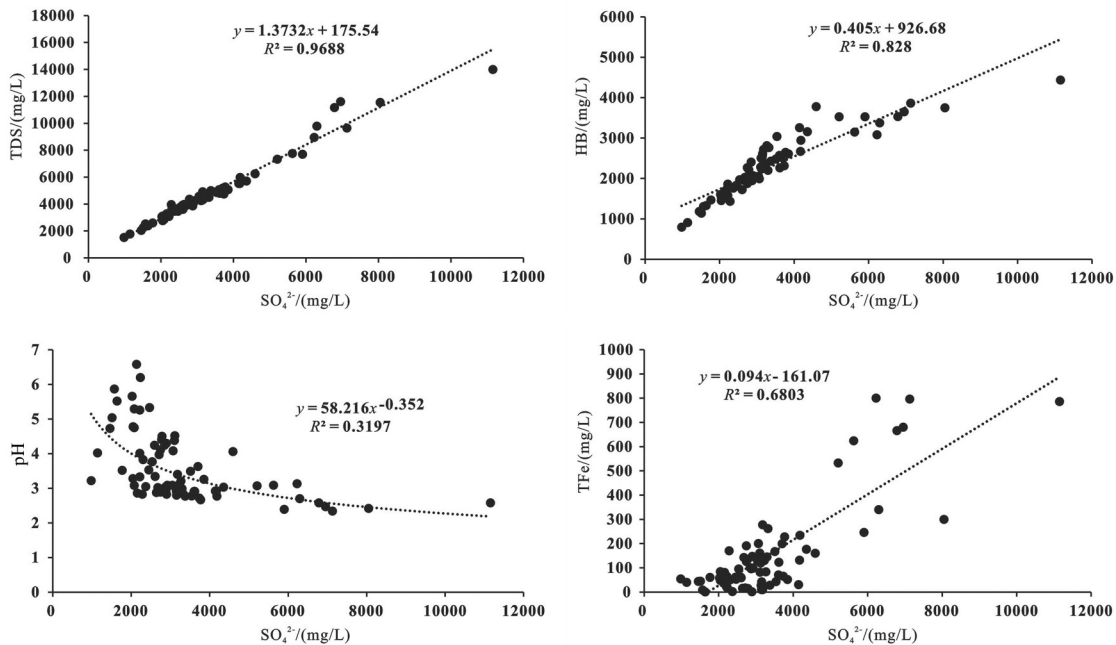 18000
16000
14000
12000
10000
8000
6000
4000
2000
0
TDS/(mg/L)
y = 1.3732x + 175.54
R² = 0.9688
0 2000 4000 6000 8000 10000 12000
SO₄²⁻/(mg/L)
7000
6000
5000
4000
3000
2000
1000
0
HB/(mg/L)
y = 0.405x + 926.68
R² = 0.828
0 2000 4000 6000 8000 10000 12000
SO₄²⁻/(mg/L)
7
6
5
4
3
2
1
0
pH
y = 58.216x⁻⁰·³⁵²
R² = 0.3197
0 2000 4000 6000 8000 10000 12000
SO₄²⁻/(mg/L)
1000
900
800
700
600
500
400
300
200
100
0
TFe/(mg/L)
y = 0.094x- 161.07
R² = 0.6803
0 2000 4000 6000 8000 10000 12000
SO₄²⁻/(mg/L)